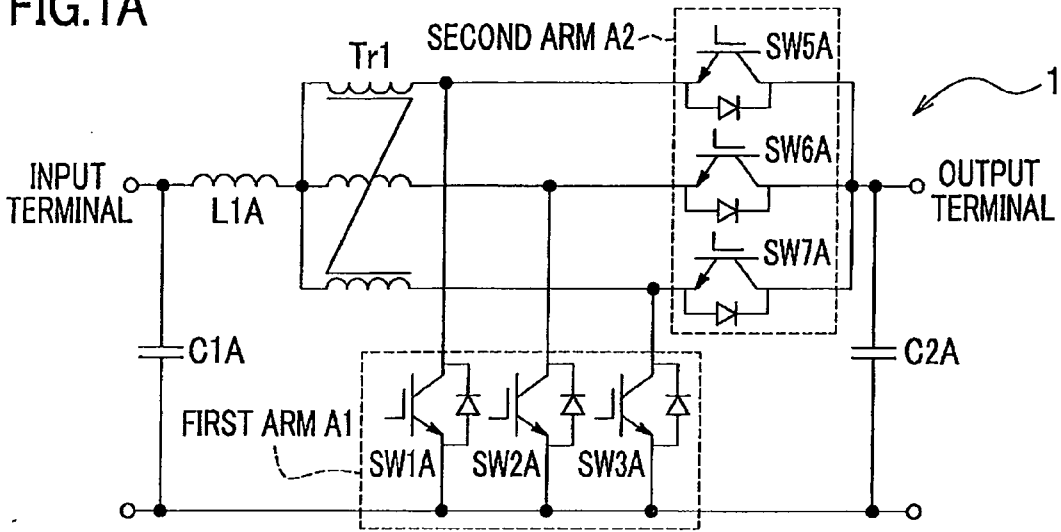 FIG.1A
SECOND ARM A2
SW5A
Tr1
1
SW6A
INPUT
TERMINAL
L1A
OUTPUT
TERMINAL
SW7A
C1A
C2A
FIRST ARM A1
SW1A
SW2A
SW3A